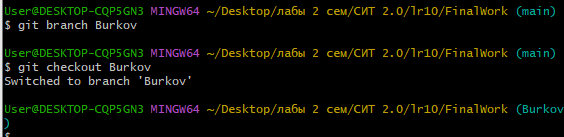 User@DESKTOP-CQP5GN3 MINGW64 ~/Desktop/лабы 2 сем/СИТ 2.0/lr10/FinalWork (main)
$ git branch Burkov
User@DESKTOP-CQP5GN3 MINGW64 ~/Desktop/лабы 2 сем/СИТ 2.0/lr10/FinalWork (main)
$ git checkout Burkov
Switched to branch 'Burkov'
User@DESKTOP-CQP5GN3 MINGW64 ~/Desktop/лабы 2 сем/СИТ 2.0/lr10/FinalWork (Burkov
)
$